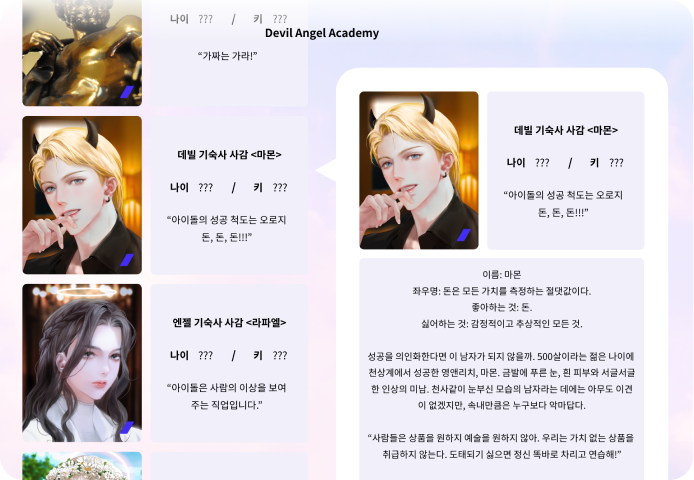 나이 ??? / 키 ???
Devil Angel Academy
“가짜는 가라!”
데빌 기숙사 사감 <마몬>
나이 ??? / 키 ???
“아이돌의 성공 척도는 오로지
돈, 돈, 돈!!!”
엔젤 기숙사 사감 <라파엘>
나이 ??? / 키 ???
“아이돌은 사람의 이상을 보여
주는 직업입니다.”
데빌 기숙사 사감 <마몬>
나이 ??? / 키 ???
“아이돌의 성공 척도는 오로지
돈, 돈, 돈!!!”
이름: 마몬
좌우명: 돈은 모든 가치를 측정하는 절댓값이다.
좋아하는 것: 돈.
싫어하는 것: 감정적이고 추상적인 모든 것.
성공을 의인화한다면 이 남자가 되지 않을까. 500살이라는 젊은 나이에
천상계에서 성공한 영앤리치, 마몬. 금발에 푸른 눈, 흰 피부와 서글서글
한 인상의 미남. 천사같이 눈부신 모습의 남자라는 데에는 아무도 이견
이 없겠지만, 속내만큼은 누구보다 악마답다.
“사람들은 상품을 원하지 예술을 원하지 않아. 우리는 가치 없는 상품을
취급하지 않는다. 도태되기 싫으면 정신 똑바로 차리고 연습해!”